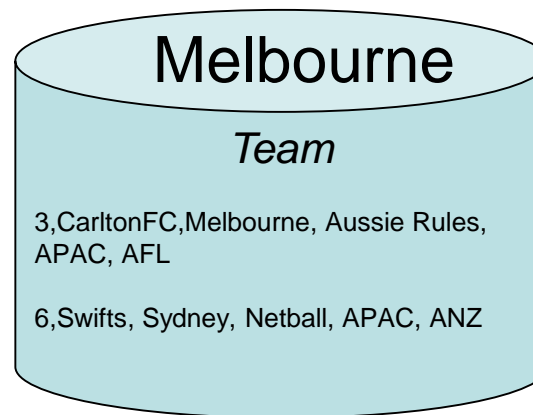 Melbourne
Team
3,CarltonFC,Melbourne, Aussie Rules,
APAC, AFL
6,Swifts, Sydney, Netball, APAC, ANZ